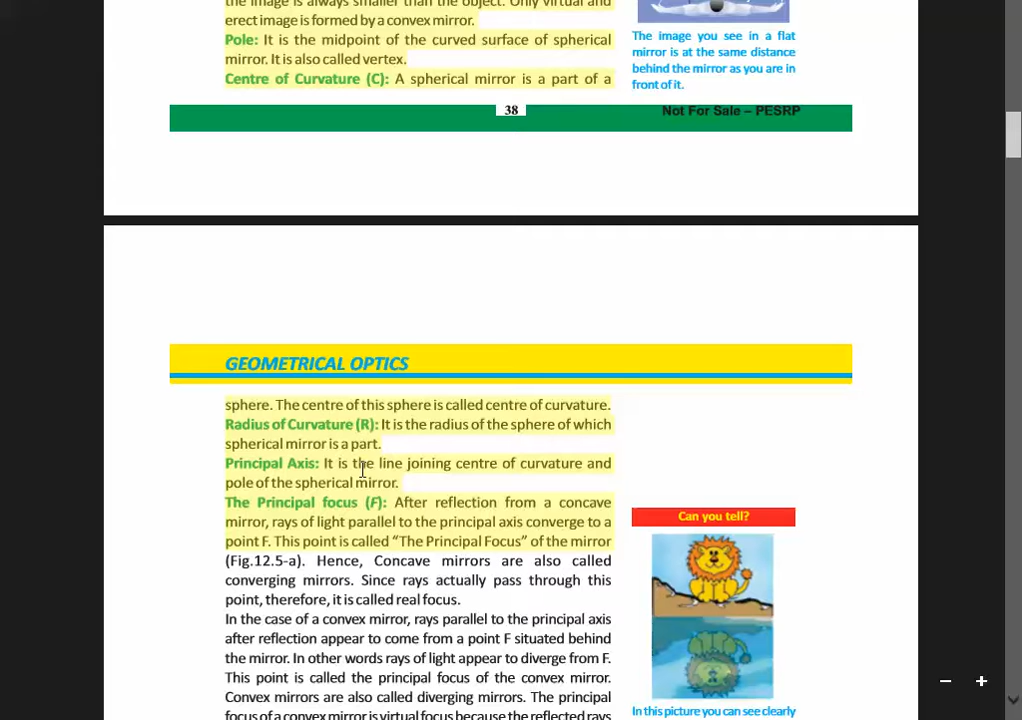 the image is always smaller than the object. Only virtual and
erect image is formed by a convex mirror.
Pole: It is the midpoint of the curved surface of spherical
mirror. It is also called vertex.
Centre of Curvature (C): A spherical mirror is a part of a
The image you see in a flat
mirror is at the same distance
behind the mirror as you are in
front of it.
38
Not For Sale – PESRP
GEOMETRICAL OPTICS
sphere. The centre of this sphere is called centre of curvature.
Radius of Curvature (R): It is the radius of the sphere of which
spherical mirror is a part.
Principal Axis: It is the line joining centre of curvature and
pole of the spherical mirror.
The Principal focus (F): After reflection from a concave
mirror, rays of light parallel to the principal axis converge to a
point F. This point is called “The Principal Focus” of the mirror
(Fig.12.5-a). Hence, Concave mirrors are also called
converging mirrors. Since rays actually pass through this
point, therefore, it is called real focus.
In the case of a convex mirror, rays parallel to the principal axis
after reflection appear to come from a point F situated behind
the mirror. In other words rays of light appear to diverge from F.
This point is called the principal focus of the convex mirror.
Convex mirrors are also called diverging mirrors. The principal
focus of a convex mirror is virtual focus because the reflected rays
Can you tell?
In this picture you can see clearly